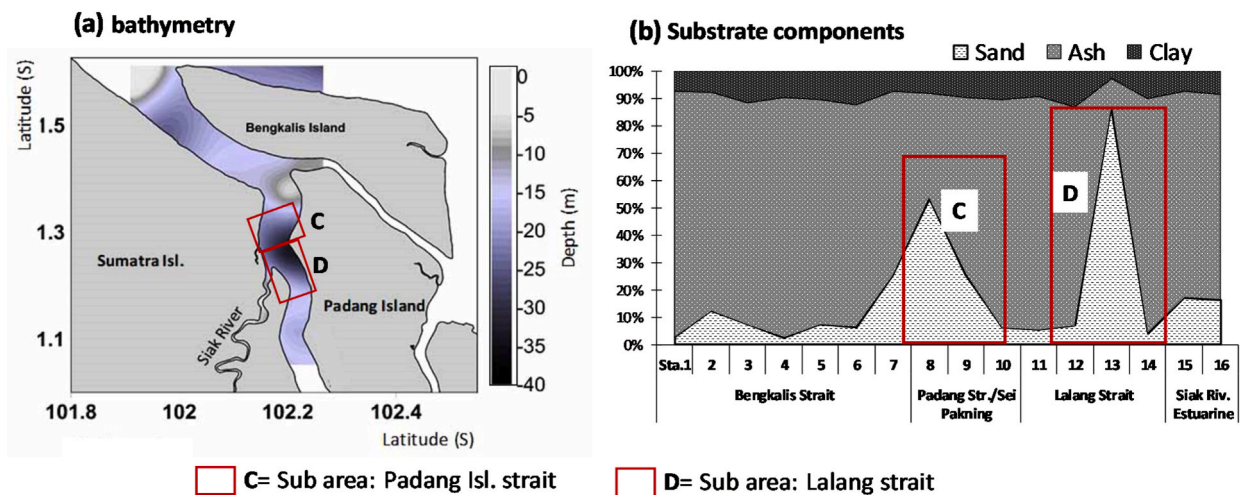 (a) bathymetry
Latitude (S)
1.5
1.3
1.1
101.8 102 102.2 102.4
Latitude (S)
Bengkalis Island
Sumatra Isl.
Padang Island
Siak River
C
D
0
-5
-10
-15
-20
-25
-30
-35
-40
Depth (m)
(b) Substrate components
Sand Ash Clay
100%
90%
80%
70%
60%
50%
40%
30%
20%
10%
0%
C
D
Sta.1 2 3 4 5 6 7 8 9 10 11 12 13 14 15 16
Bengkalis Strait
Padang Str./Sei
Pakning
Lalang Strait
Siak Riv.
Estuarine
C= Sub area: Padang Isl. strait
D= Sub area: Lalang strait